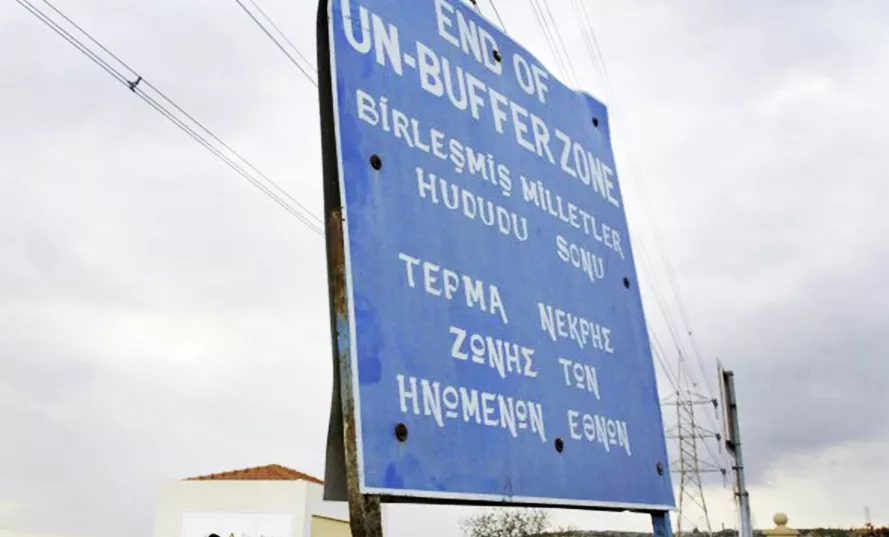 END OF
UN-BUFFER ZONE
BİRLEŞMİŞ MİLLETLER
HUDUDU SONU
ΤΕΡΜΑ ΝΕΚΡΗΣ
ΖΩΝΗΣ ΤΩΝ
ΗΝΩΜΕΝΩΝ ΕΘΝΩΝ